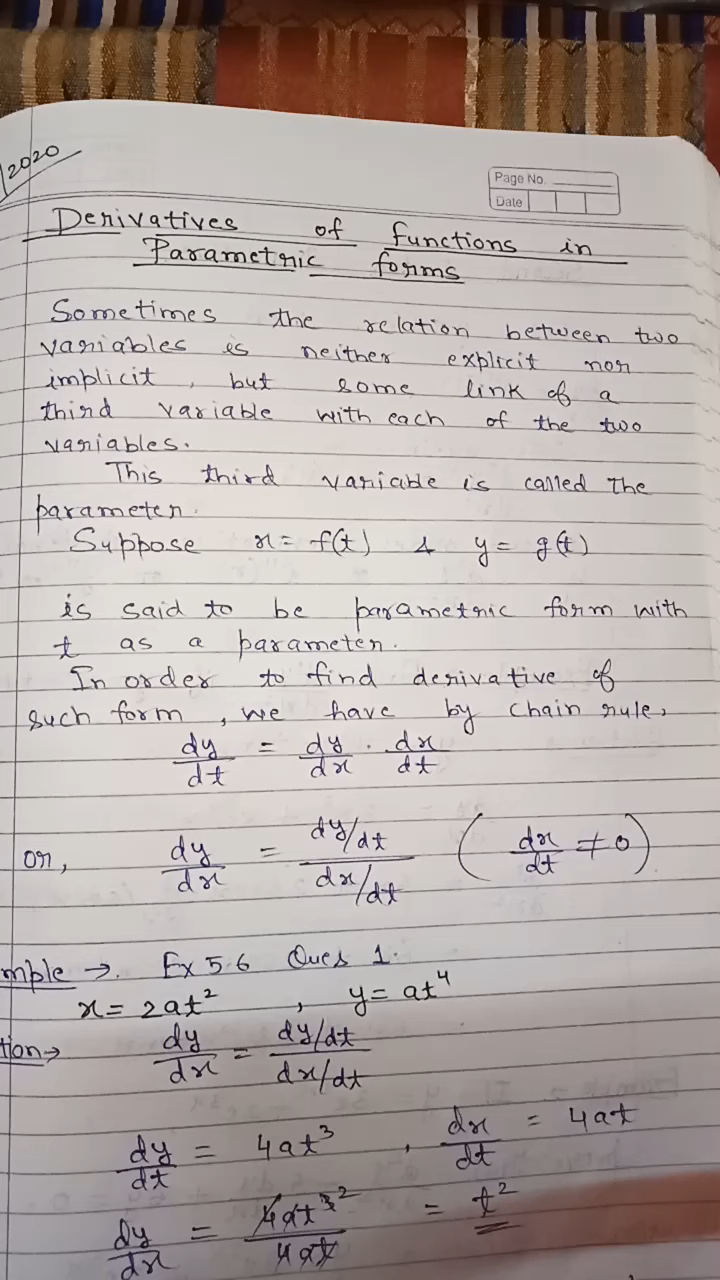 /2020
Page No.
Date
Derivatives of functions in
Parametric forms
Sometimes the relation between two
variables is neither explicit nor
implicit, but some link of a
third variable with each of the two
variables.
This third variable is called the
parameter.
Suppose x = f(t) & y = g(t)
is said to be parametric form with
t as a parameter.
In order to find derivative of
such form, we have by chain rule,
dy/dt = dy/dx . dx/dt
or, dy/dx = (dy/dt)/(dx/dt) (dx/dt ≠ 0)
mple → . Ex 5.6 Ques 1.
x = 2at², y = at⁴
tion → dy/dx = (dy/dt)/(dx/dt)
dy/dt = 4at³, dx/dt = 4at
dy/dx = 4at³ ²/4at = t²